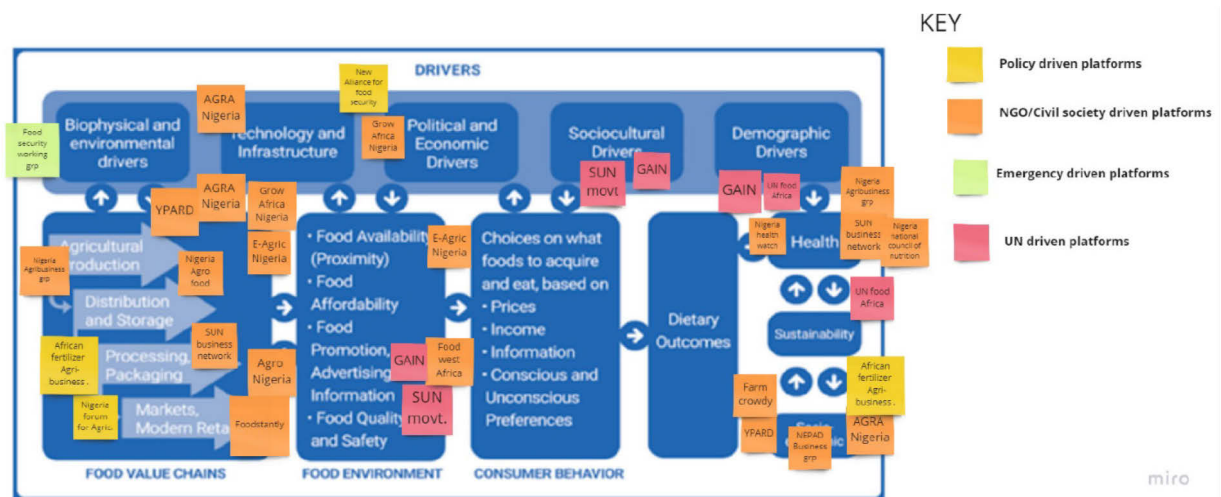 KEY
Policy driven platforms
NGO/Civil society driven platforms
Emergency driven platforms
UN driven platforms
DRIVERS
Biophysical and
environmental
drivers
Technology and
Infrastructure
Political and
Economic
Drivers
Sociocultural
Drivers
Demographic
Drivers
Food
security
working
grp
AGRA
Nigeria
New
Alliance for
food
security
Grow
Africa
Nigeria
SUN
movt
GAIN
GAIN
UN food
Africa
Nigeria
Agribusiness
grp
YPARD
AGRA
Nigeria
Grow
Africa
Nigeria
E-Agric
Nigeria
Nigeria
Agribusiness
grp
Agricultural
Nigeria
Agro
food
Distribution
and Storage
SUN
business
network
African
fertilizer
Agri-
business .
Processing,
Packaging
Agro
Nigeria
Nigeria
forum
for Agric.
Markets,
Modern
Foodstantly
FOOD VALUE CHAINS
• Food Availability
(Proximity)
• Food
Affordability
• Food
Promotion,
Advertising
Information
• Food Quality
and Safety
E-Agric
Nigeria
GAIN
Food
west
Africa
SUN
movt.
FOOD ENVIRONMENT
Choices on what
foods to acquire
and eat, based on
• Prices
• Income
• Information
• Conscious and
Unconscious
Preferences
CONSUMER BEHAVIOR
Dietary
Outcomes
Nigeria
health
watch
Health
SUN
business
network
Nigeria
national
council of
nutrition
UN food
Africa
Sustainability
African
fertilizer
Agri-
business .
Farm
crowdy
YPARD
NEPAD
Business
grp
AGRA
Nigeria
miro